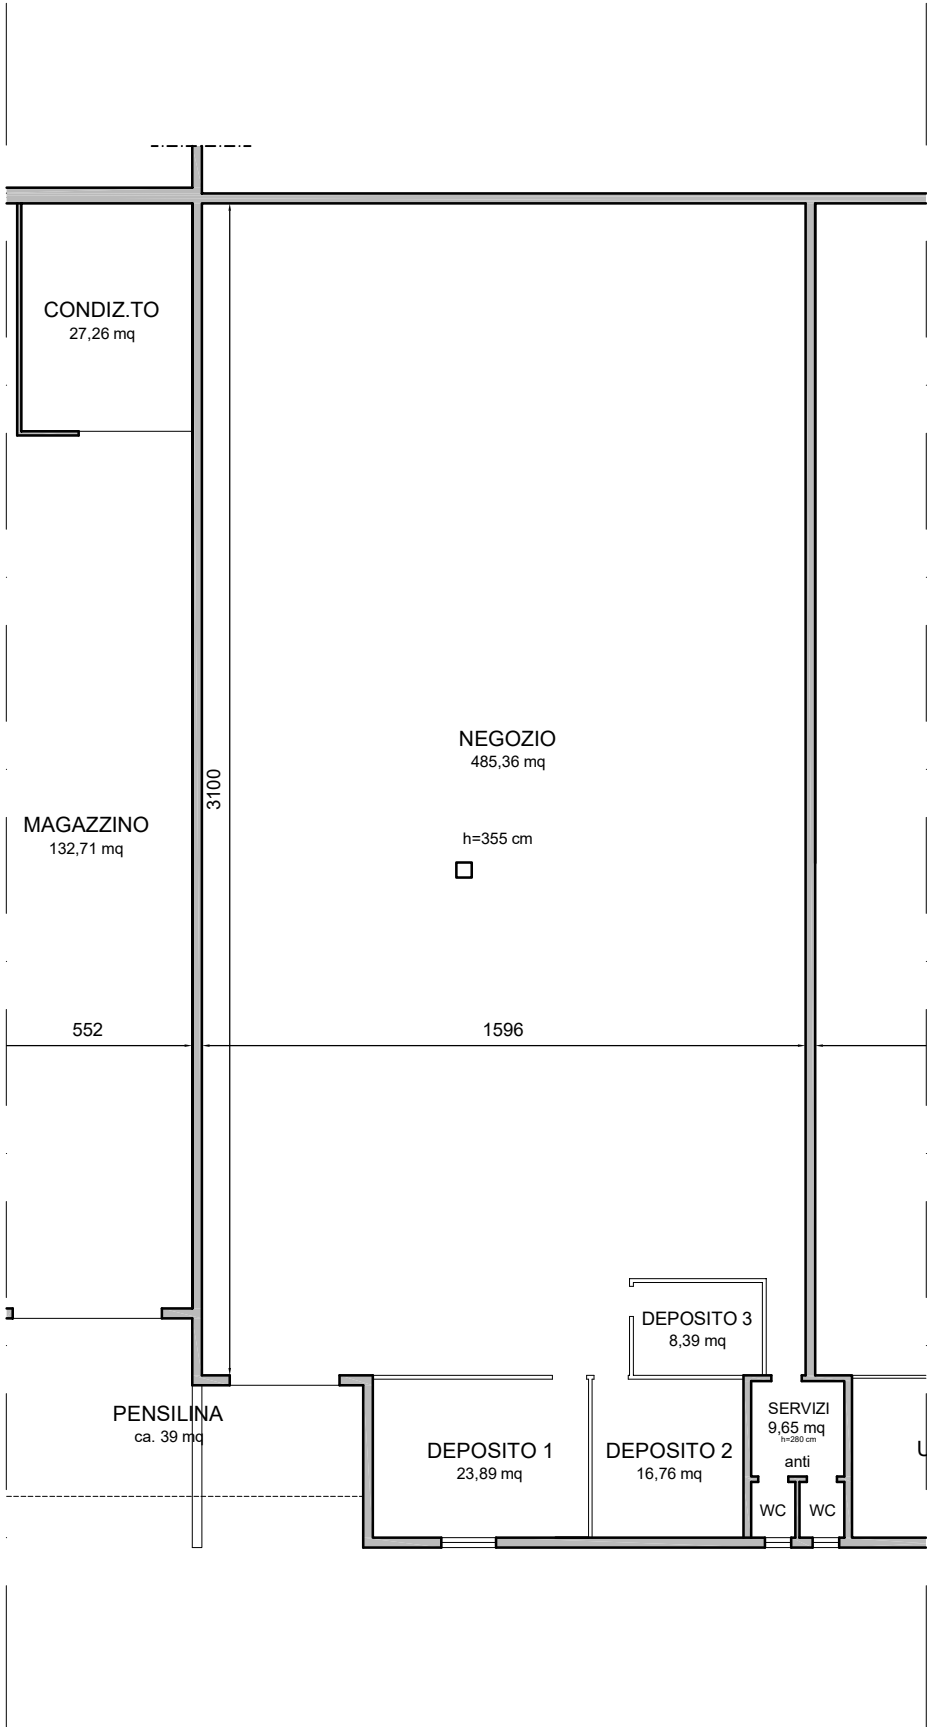 CONDIZ.TO
27,26 mq
NEGOZIO
485,36 mq
3100
MAGAZZINO
132,71 mq
h=355 cm
552
1596
DEPOSITO 3
8,39 mq
PENSILINA
ca. 39 mq
SERVIZI
9,65 mq
h=280 cm
anti
DEPOSITO 1
23,89 mq
DEPOSITO 2
16,76 mq
WC
WC